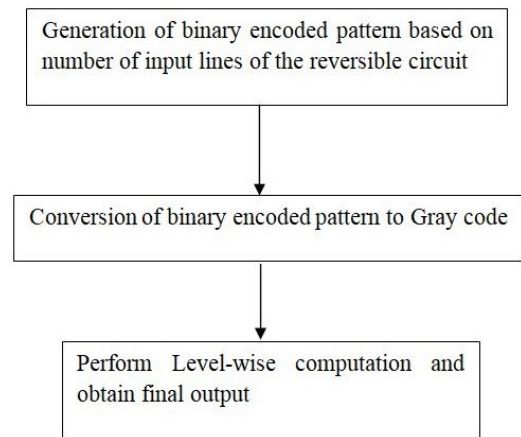 Generation of binary encoded pattern based on
number of input lines of the reversible circuit
Conversion of binary encoded pattern to Gray code
Perform Level-wise computation and
obtain final output